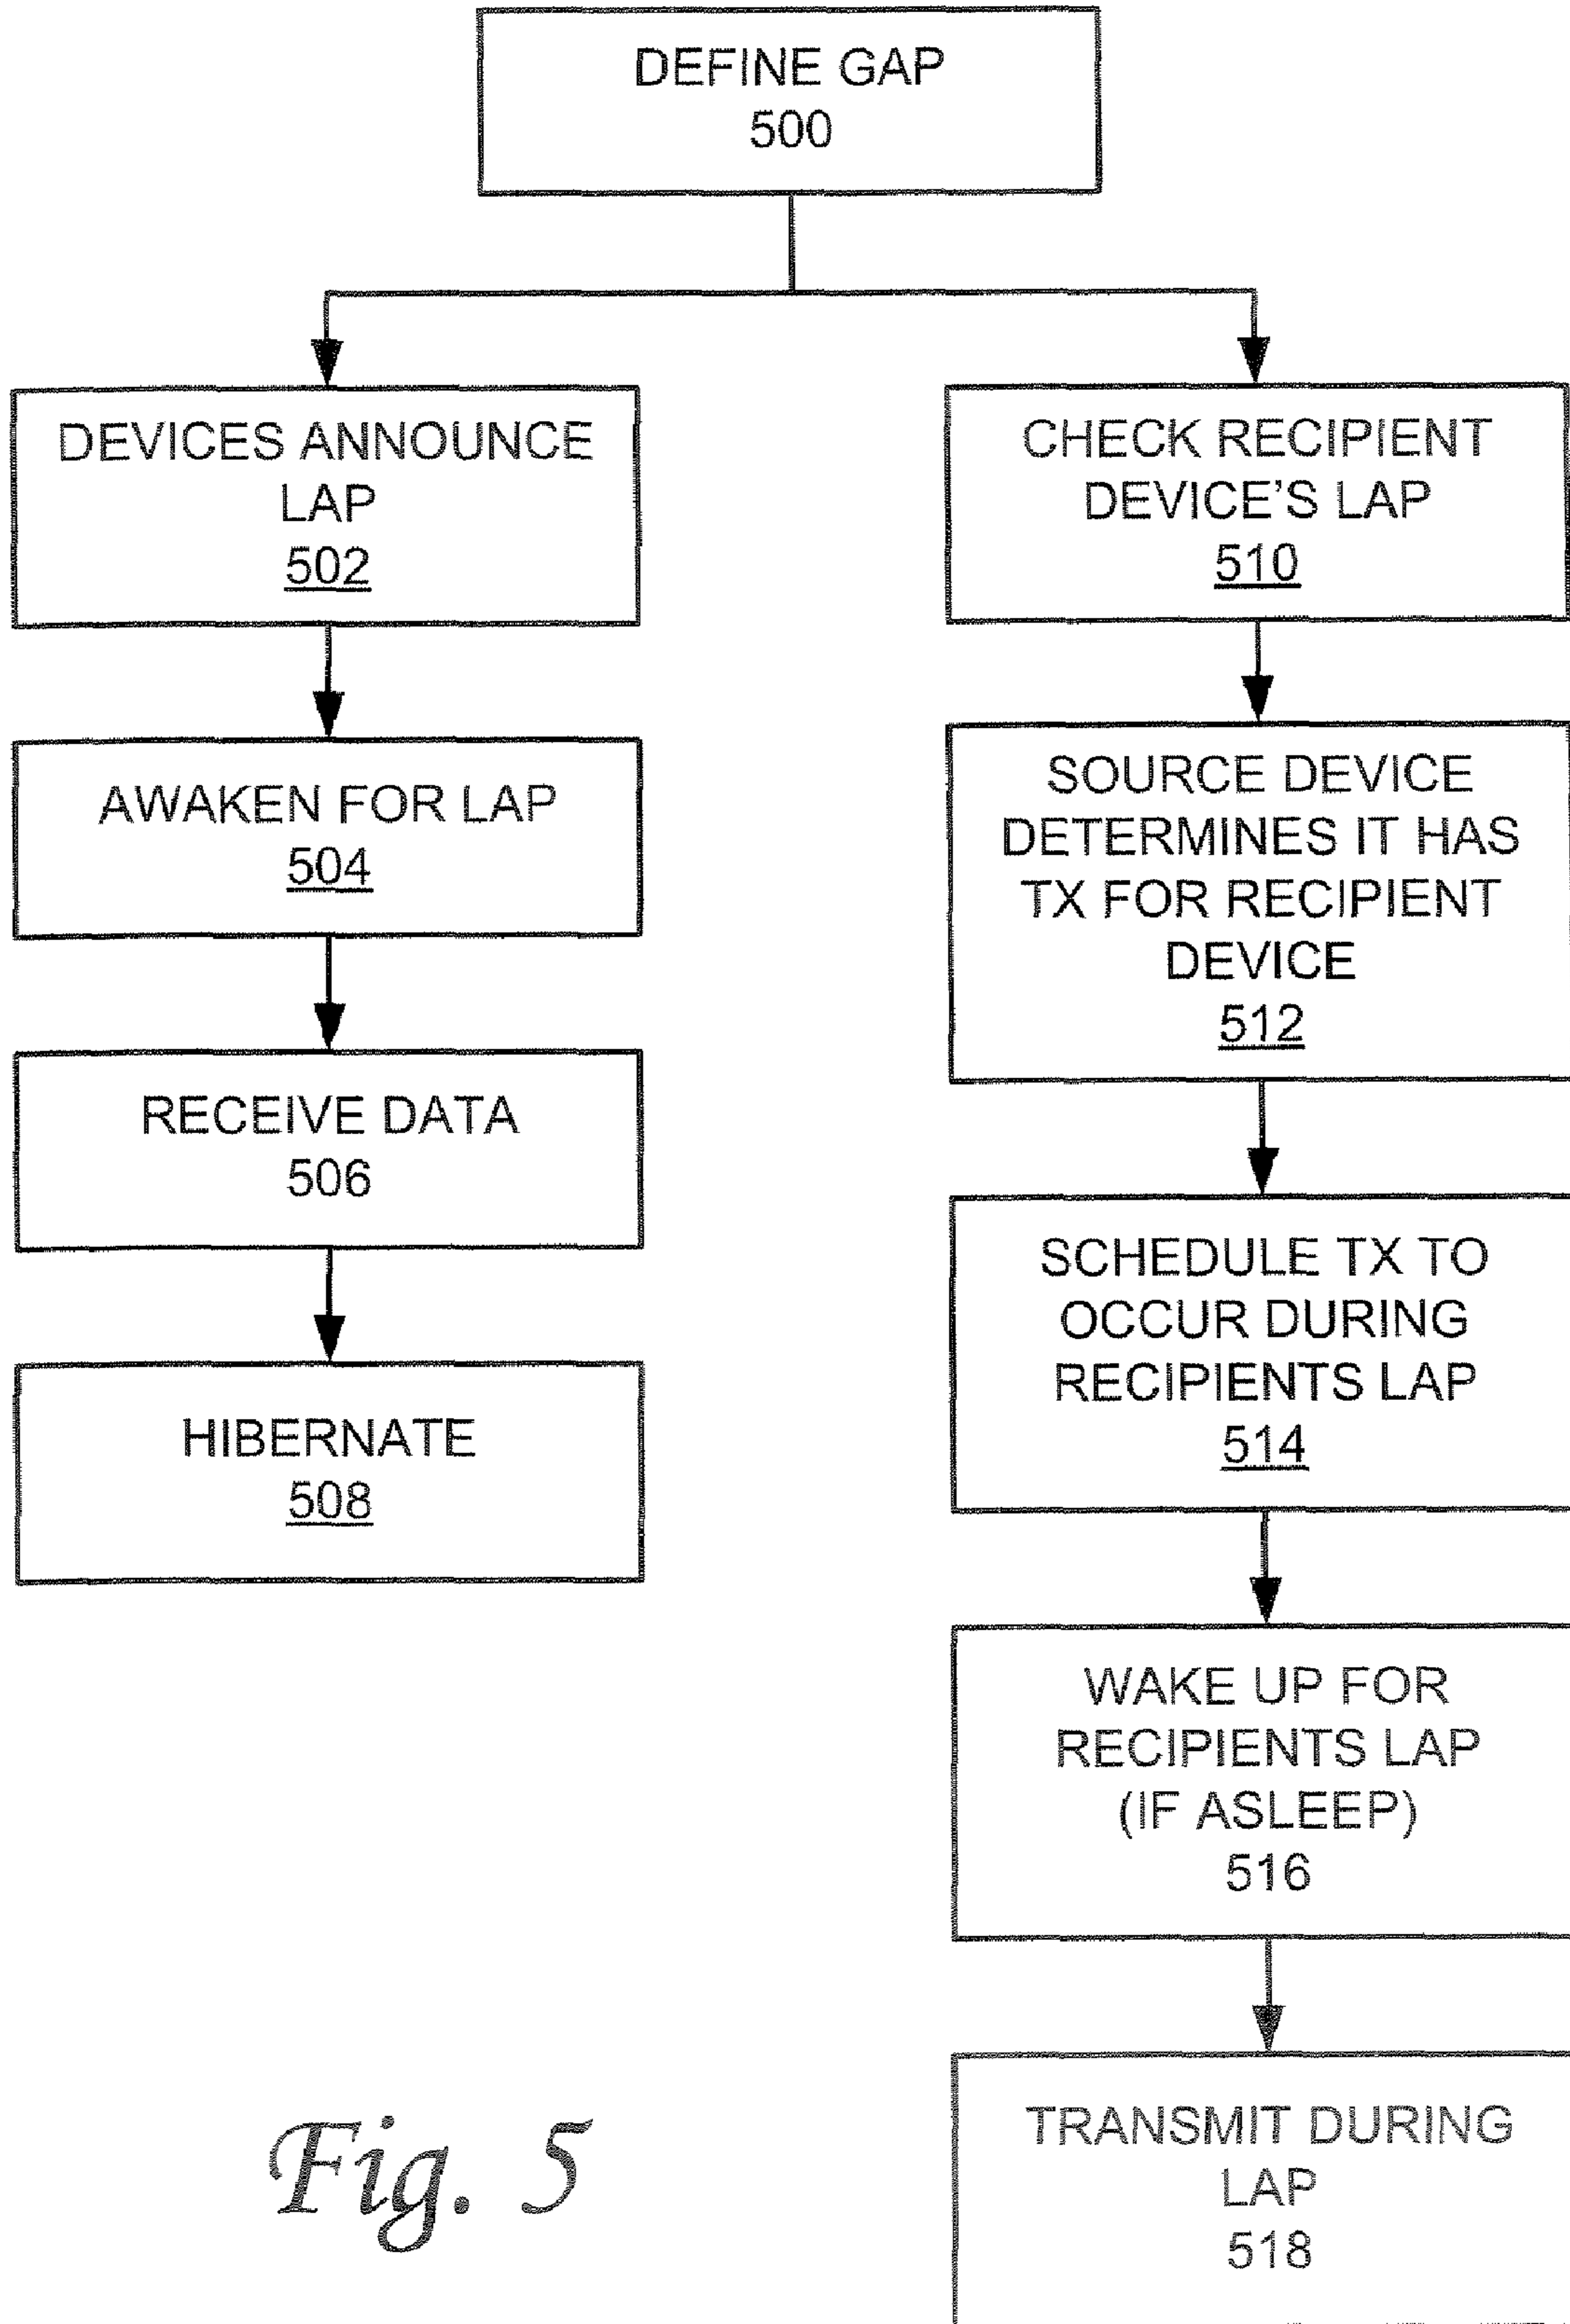 DEFINE GAP
500
DEVICES ANNOUNCE
LAP
502
AWAKEN FOR LAP
504
RECEIVE DATA
506
HIBERNATE
508
CHECK RECIPIENT
DEVICE'S LAP
510
SOURCE DEVICE
DETERMINES IT HAS
TX FOR RECIPIENT
DEVICE
512
SCHEDULE TX TO
OCCUR DURING
RECIPIENTS LAP
514
WAKE UP FOR
RECIPIENTS LAP
(IF ASLEEP)
516
TRANSMIT DURING
LAP
518
Fig. 5